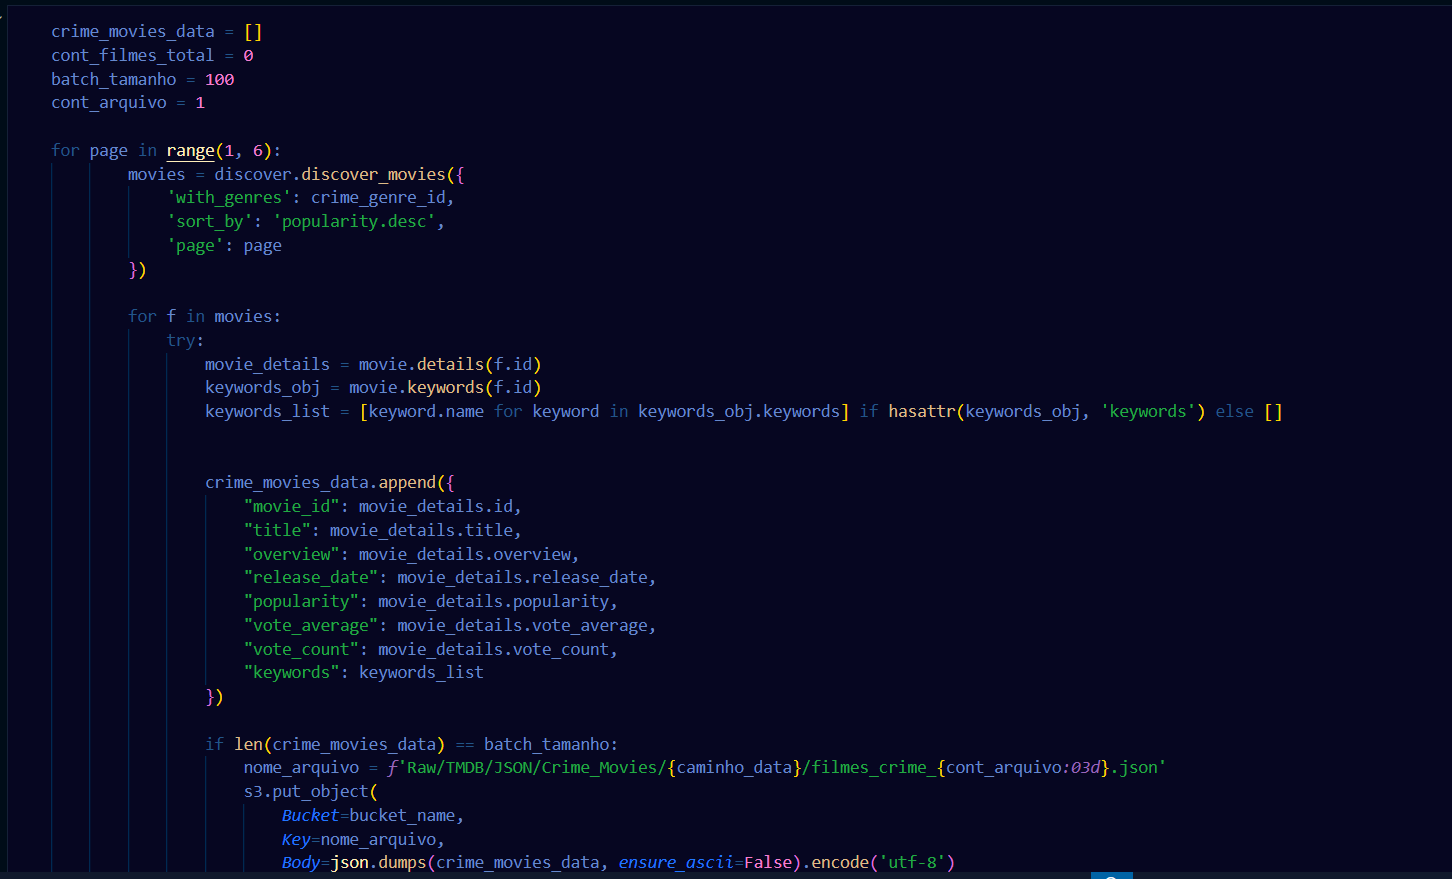 crime_movies_data = []
cont_filmes_total = 0
batch_tamanho = 100
cont_arquivo = 1

for page in range(1, 6):
        movies = discover.discover_movies({
            'with_genres': crime_genre_id,
            'sort_by': 'popularity.desc',
            'page': page
        })

        for f in movies:
            try:
                movie_details = movie.details(f.id)
                keywords_obj = movie.keywords(f.id)
                keywords_list = [keyword.name for keyword in keywords_obj.keywords] if hasattr(keywords_obj, 'keywords') else []


                crime_movies_data.append({
                    "movie_id": movie_details.id,
                    "title": movie_details.title,
                    "overview": movie_details.overview,
                    "release_date": movie_details.release_date,
                    "popularity": movie_details.popularity,
                    "vote_average": movie_details.vote_average,
                    "vote_count": movie_details.vote_count,
                    "keywords": keywords_list
                })

                if len(crime_movies_data) == batch_tamanho:
                    nome_arquivo = f'Raw/TMDB/JSON/Crime_Movies/{caminho_data}/filmes_crime_{cont_arquivo:03d}.json'
                    s3.put_object(
                        Bucket=bucket_name,
                        Key=nome_arquivo,
                        Body=json.dumps(crime_movies_data, ensure_ascii=False).encode('utf-8')